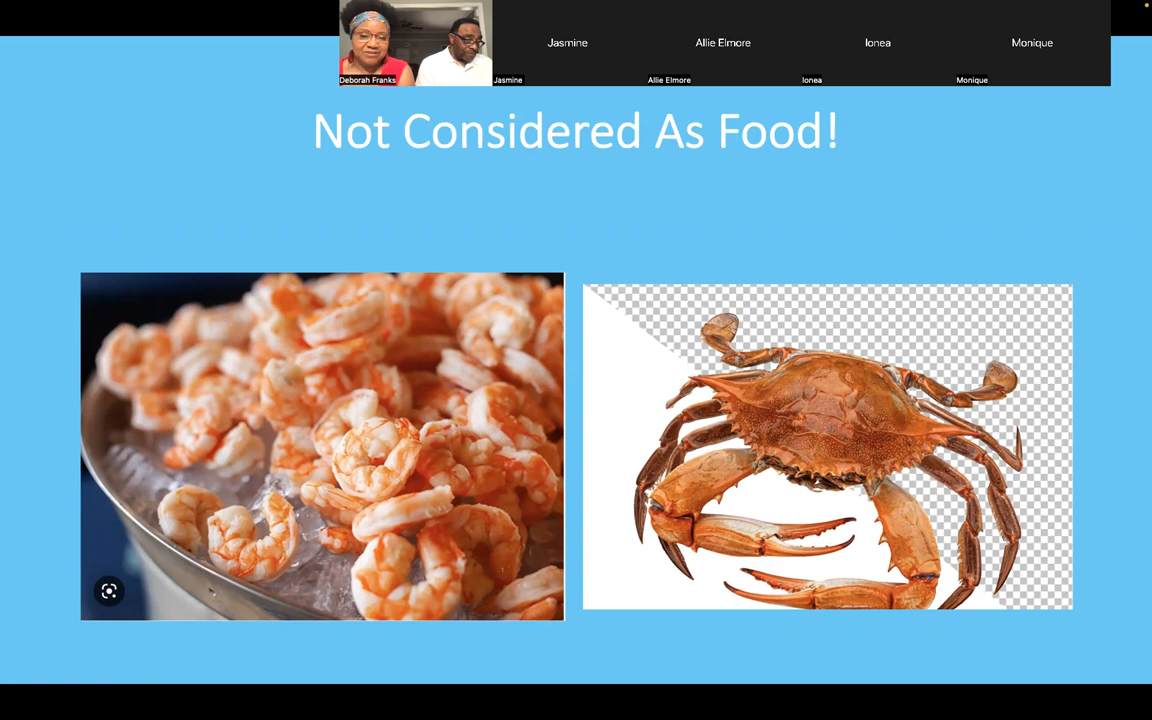 Jasmine
Allie Elmore
Ionea
Monique
Deborah Franks
Jasmine
Allie Elmore
Ionea
Monique
Not Considered As Food!